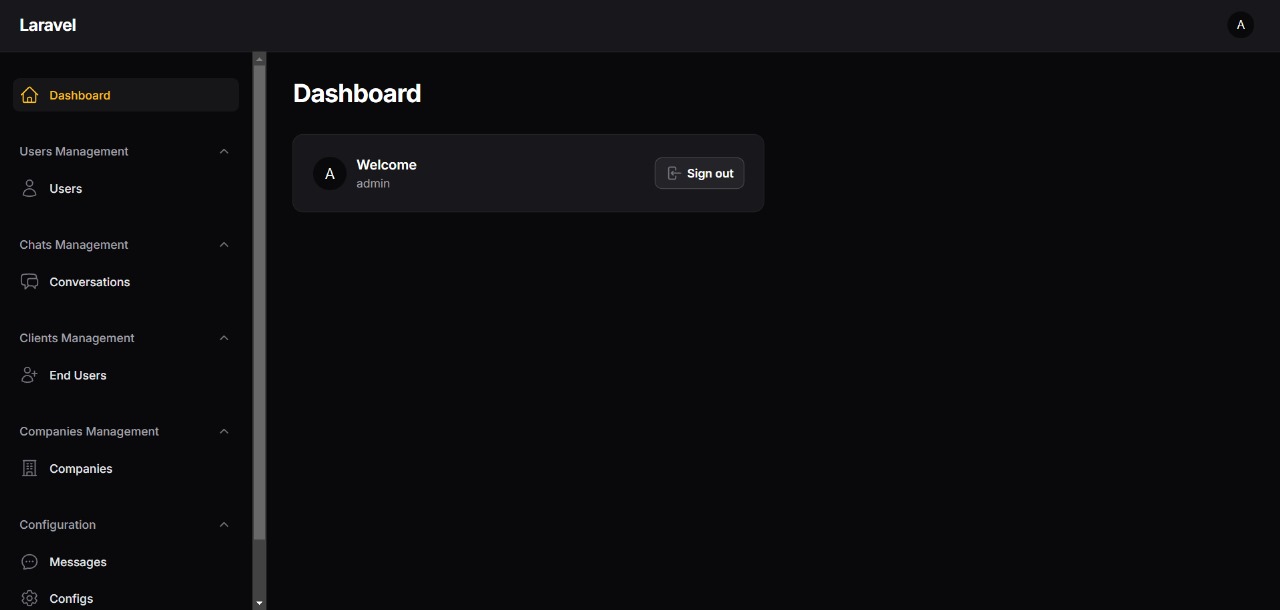 Laravel
A
Dashboard
Users Management
Users
Chats Management
Conversations
Clients Management
End Users
Companies Management
Companies
Configuration
Messages
Configs
Dashboard
A
Welcome
admin
Sign out